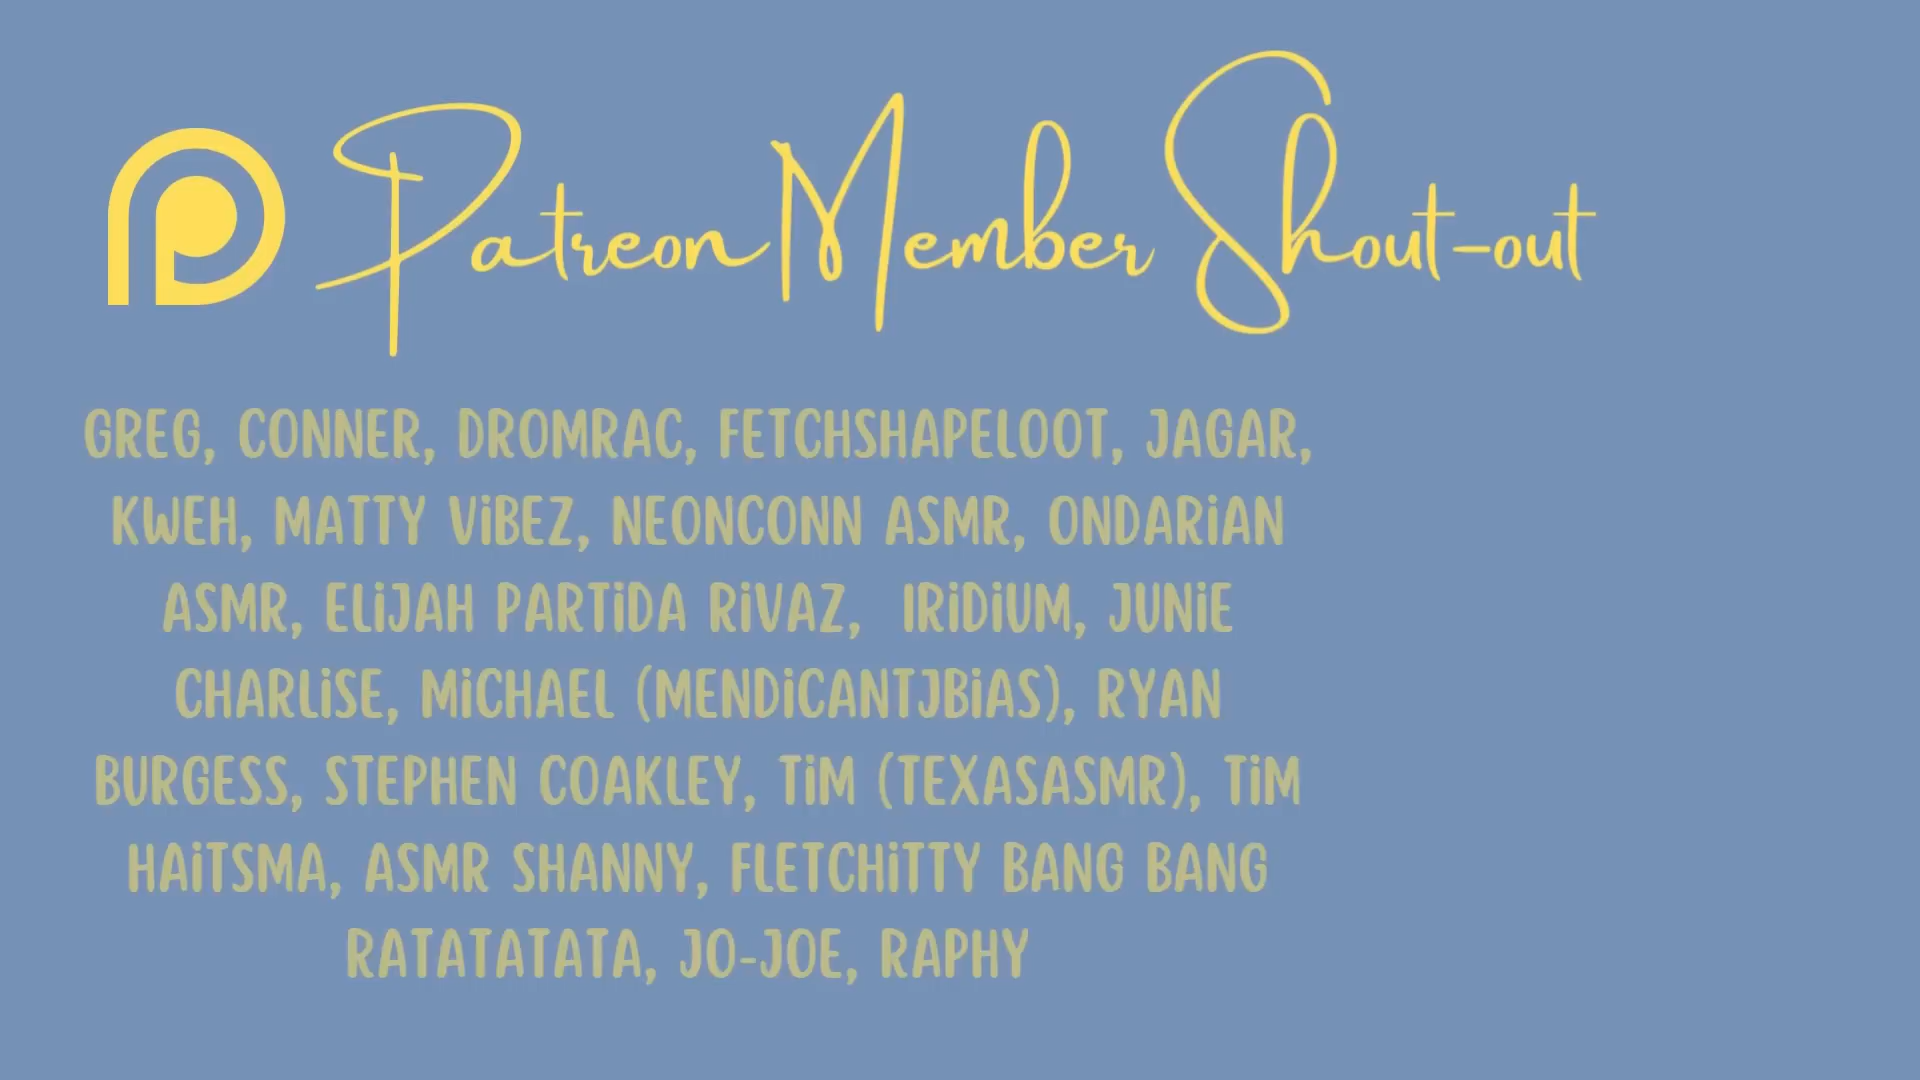 Patreon Member Shout-out
GREG, CONNER, DROMRAC, FETCHSHAPELOOT, JAGAR,
KWEH, MATTY ViBEZ, NEONCONN ASMR, ONDARiAN
ASMR, ELiJAH PARTiDA RiVAZ, IRiDiUM, JUNiE
CHARLiSE, MiCHAEL (MENDiCANTJBiAS), RYAN
BURGESS, STEPHEN COAKLEY, TiM (TEXASASMR), TiM
HAiTSMA, ASMR SHANNY, FLETCHiTTY BANG BANG
RATATATATA, JO-JOE, RAPHY